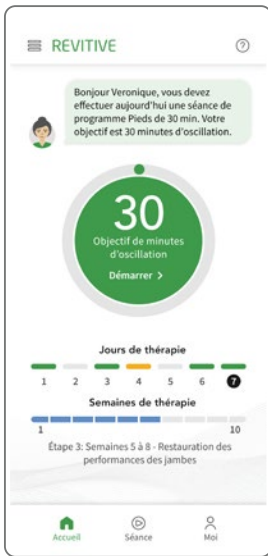 REVITIVE
?
Bonjour Veronique, vous devez
effectuer aujourd'hui une séance de
programme Pieds de 30 min. Votre
objectif est 30 minutes d'oscillation.
30
Objectif de minutes
d'oscillation
Démarrer >
Jours de thérapie
1 2 3 4 5 6 7
Semaines de thérapie
1 10
Étape 3: Semaines 5 à 8 - Restauration des
performances des jambes
Accueil Séance Moi